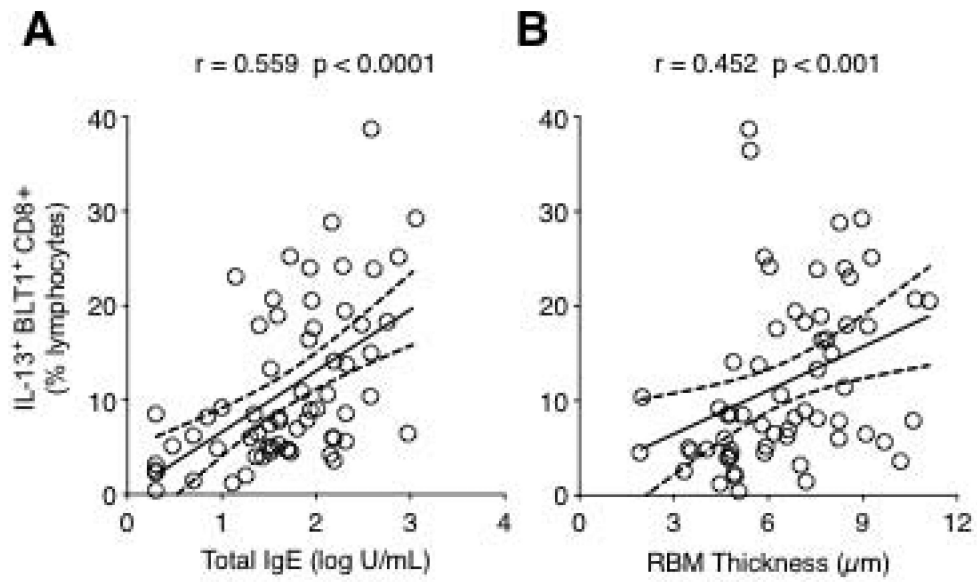 A
B
r = 0.559 p < 0.0001
r = 0.452 p < 0.001
IL-13⁺ BLT1⁺ CD8+
(% lymphocytes)
40
30
20
10
0
0 1 2 3 4
Total IgE (log U/mL)
40
30
20
10
0
0 3 6 9 12
RBM Thickness (µm)